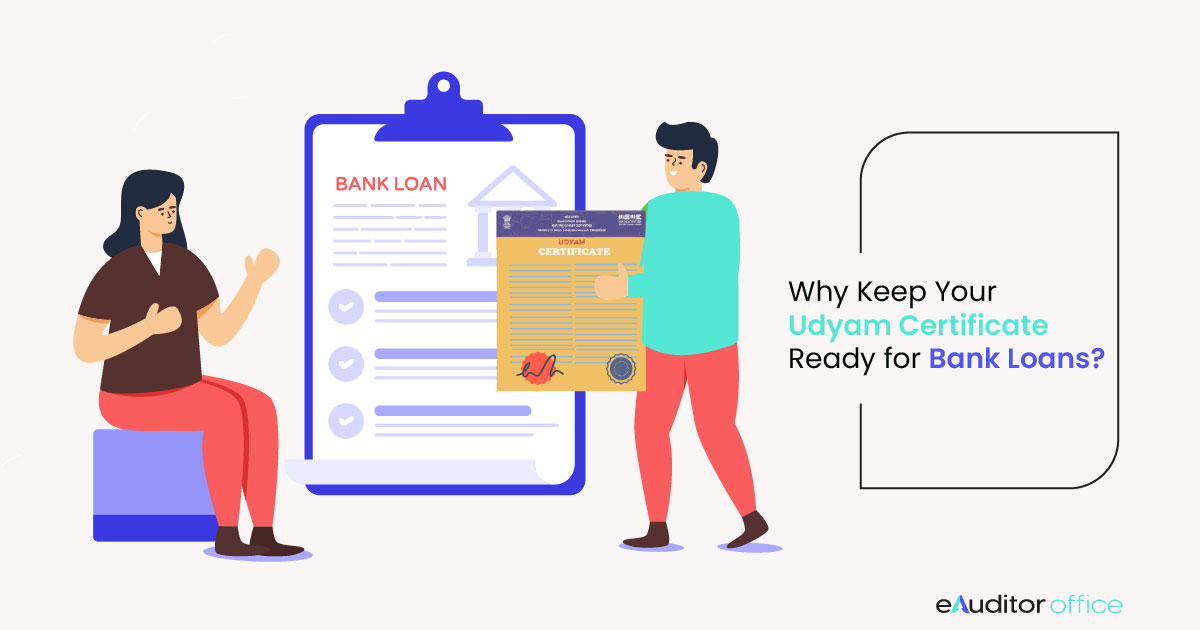 BANK LOAN
UDYAM
CERTIFICATE
Why Keep Your
Udyam Certificate
Ready for Bank Loans?
eAuditor office